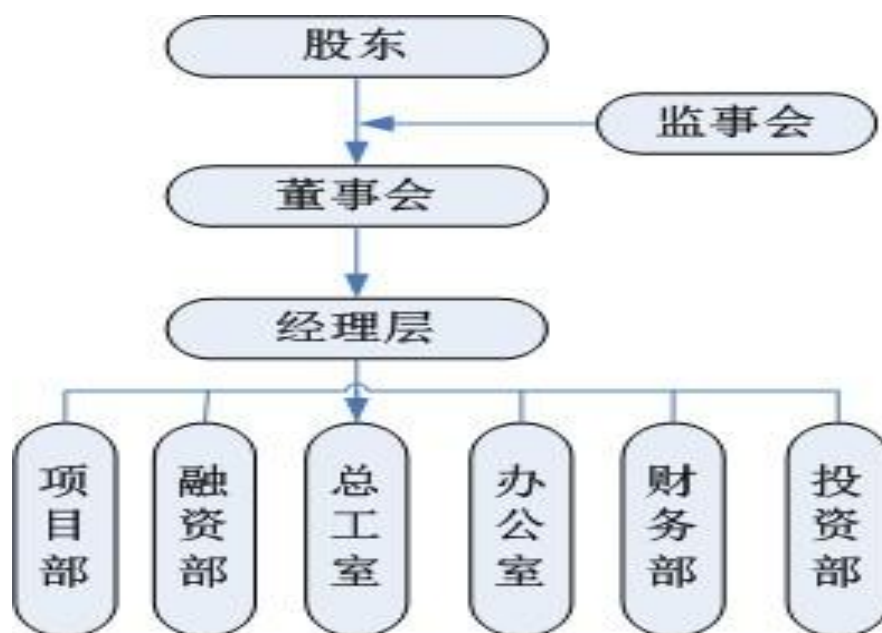 股东
监事会
董事会
经理层
项目部
融资部
总工室
办公室
财务部
投资部